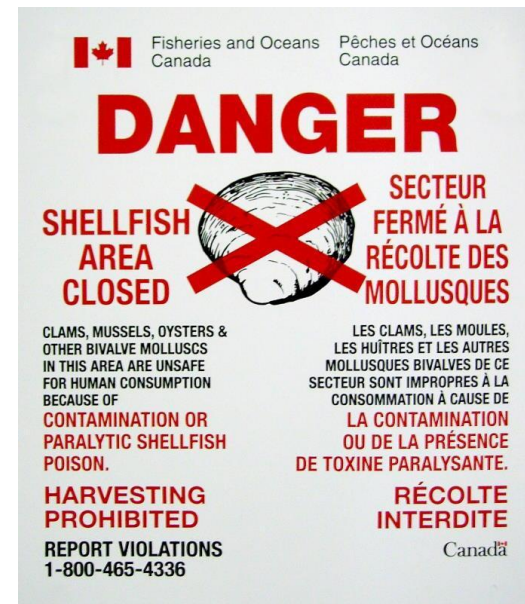 Fisheries and Oceans
Canada
Pêches et Océans
Canada
DANGER
SHELLFISH
AREA
CLOSED
SECTEUR
FERMÉ À LA
RÉCOLTE DES
MOLLUSQUES
CLAMS, MUSSELS, OYSTERS &
OTHER BIVALVE MOLLUSCS
IN THIS AREA ARE UNSAFE
FOR HUMAN CONSUMPTION
BECAUSE OF
CONTAMINATION OR
PARALYTIC SHELLFISH
POISON.
HARVESTING
PROHIBITED
REPORT VIOLATIONS
1-800-465-4336
LES CLAMS, LES MOULES,
LES HUÎTRES ET LES AUTRES
MOLLUSQUES BIVALVES DE CE
SECTEUR SONT IMPROPRES À LA
CONSOMMATION À CAUSE DE
LA CONTAMINATION
OU DE LA PRÉSENCE
DE TOXINE PARALYSANTE.
RÉCOLTE
INTERDITE
Canada